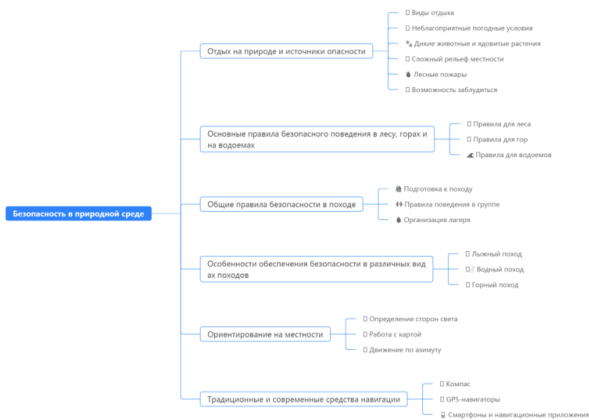 Безопасность в природной среде
Отдых на природе и источники опасности
Виды отдыха
Неблагоприятные погодные условия
Дикие животные и ядовитые растения
Сложный рельеф местности
Лесные пожары
Возможность заблудиться
Основные правила безопасного поведения в лесу, горах и
на водоемах
Правила для леса
Правила для гор
Правила для водоемов
Общие правила безопасности в походе
Подготовка к походу
Правила поведения в группе
Организация лагеря
Особенности обеспечения безопасности в различных вид
ах походов
Лыжный поход
Водный поход
Горный поход
Ориентирование на местности
Определение сторон света
Работа с картой
Движение по азимуту
Традиционные и современные средства навигации
Компас
GPS-навигаторы
Смартфоны и навигационные приложения